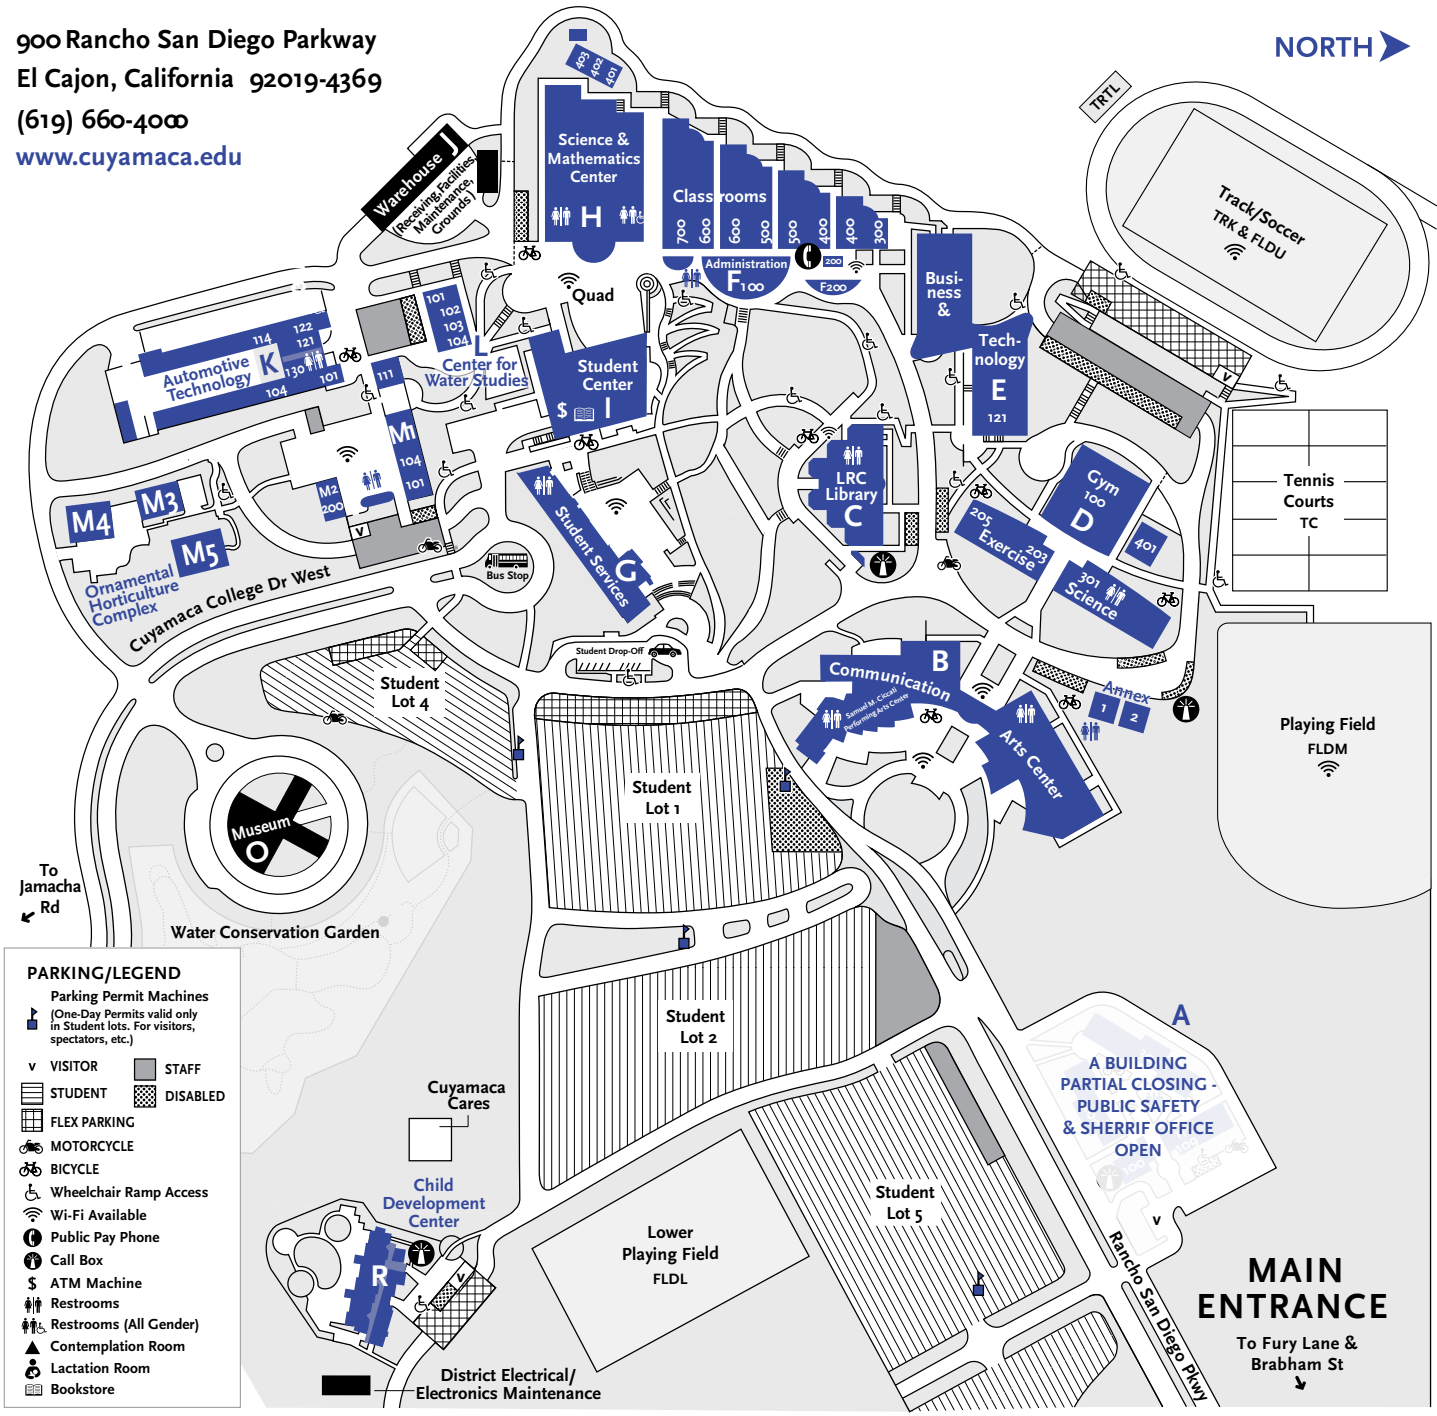 900 Rancho San Diego Parkway
El Cajon, California 92019-4369
(619) 660-4000
www.cuyamaca.edu
NORTH
403
402
401
Warehouse J
(Receiving, Facilities,
Maintenance,
Grounds)
Science &
Mathematics
Center
H
Classrooms
700
600
600
500
500
400
400
300
Administration
F100
200
F200
Quad
TRTL
Track/Soccer
TRK & FLDU
Busi-
ness
&
Tech-
nology
E
121
101
102
103
104
L
Center for
Water Studies
122
114
121
Automotive
Technology
K
130
101
104
111
Student
Center
$ I
M1
104
101
M2
200
V
M3
M4
M5
Ornamental
Horticulture
Complex
Cuyamaca College Dr West
Bus Stop
Student Services
G
Student Drop-Off
LRC
Library
C
Gym
100
D
401
205
203
Exercise
301
Science
V
Tennis
Courts
TC
B
Communication
Samuel M. Ciccati
Performing Arts Center
Arts Center
Annex
1
2
Playing Field
FLDM
Student
Lot 4
Student
Lot 1
Museum
O
To
Jamacha
Rd
Water Conservation Garden
Student
Lot 2
A
A BUILDING
PARTIAL CLOSING -
PUBLIC SAFETY
& SHERRIF OFFICE
OPEN
100
100
V
Cuyamaca
Cares
Child
Development
Center
R
V
Student
Lot 5
Lower
Playing Field
FLDL
Rancho San Diego Pkwy
MAIN
ENTRANCE
To Fury Lane &
Brabham St
District Electrical/
Electronics Maintenance
PARKING/LEGEND
Parking Permit Machines
(One-Day Permits valid only
in Student lots. For visitors,
spectators, etc.)
V VISITOR
STAFF
STUDENT
DISABLED
FLEX PARKING
MOTORCYCLE
BICYCLE
Wheelchair Ramp Access
Wi-Fi Available
Public Pay Phone
Call Box
$ ATM Machine
Restrooms
Restrooms (All Gender)
Contemplation Room
Lactation Room
Bookstore